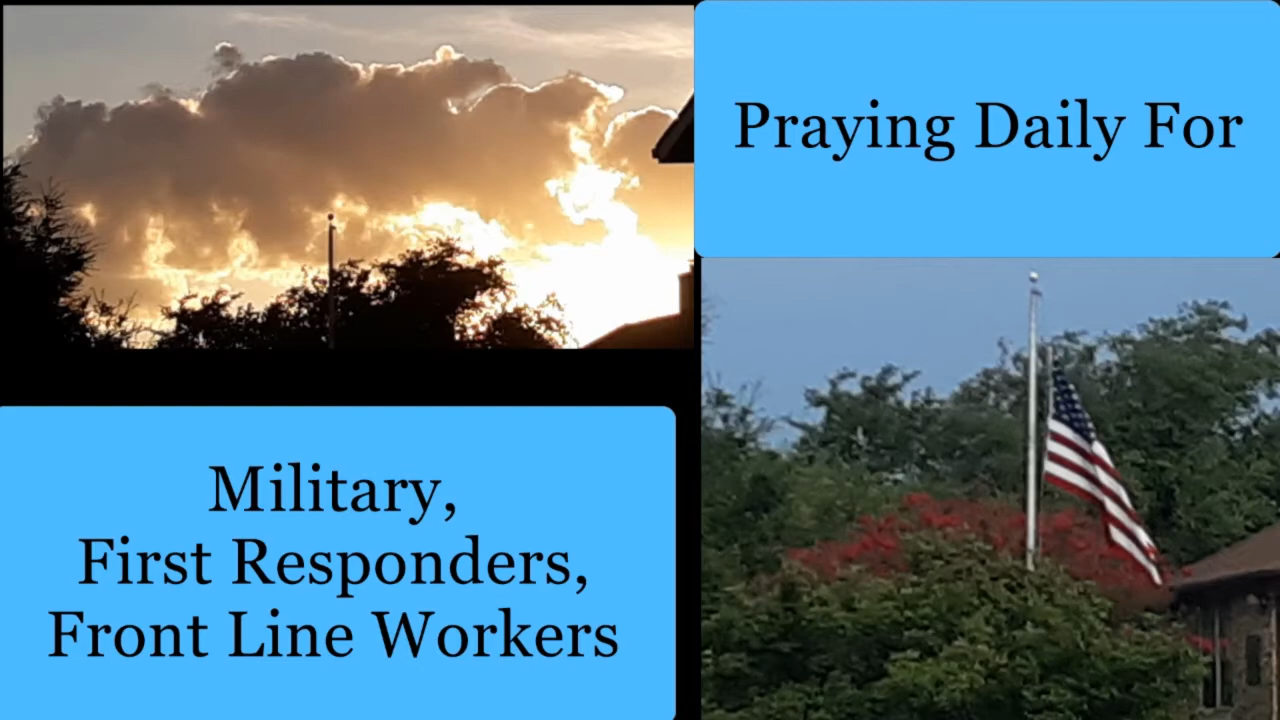 Praying Daily For
Military,
First Responders,
Front Line Workers